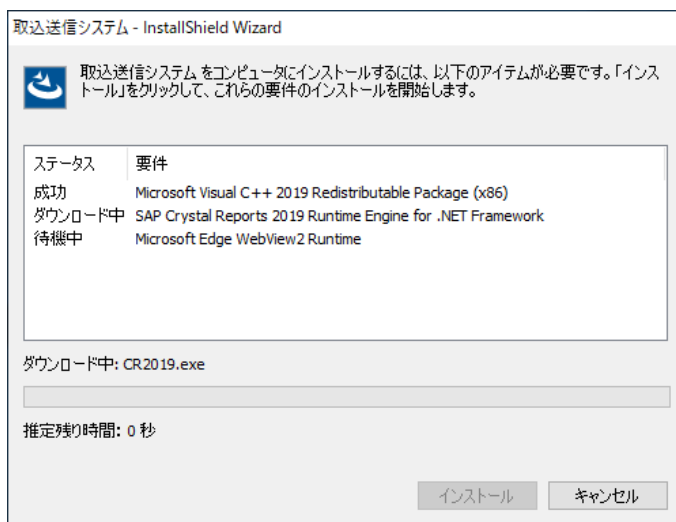 取込送信システム - InstallShield Wizard
取込送信システム をコンピュータにインストールするには、以下のアイテムが必要です。「インス
トール」をクリックして、これらの要件のインストールを開始します。
ステータス 要件
成功 Microsoft Visual C++ 2019 Redistributable Package (x86)
ダウンロード中 SAP Crystal Reports 2019 Runtime Engine for .NET Framework
待機中 Microsoft Edge WebView2 Runtime
ダウンロード中: CR2019.exe
推定残り時間: 0 秒
インストール キャンセル